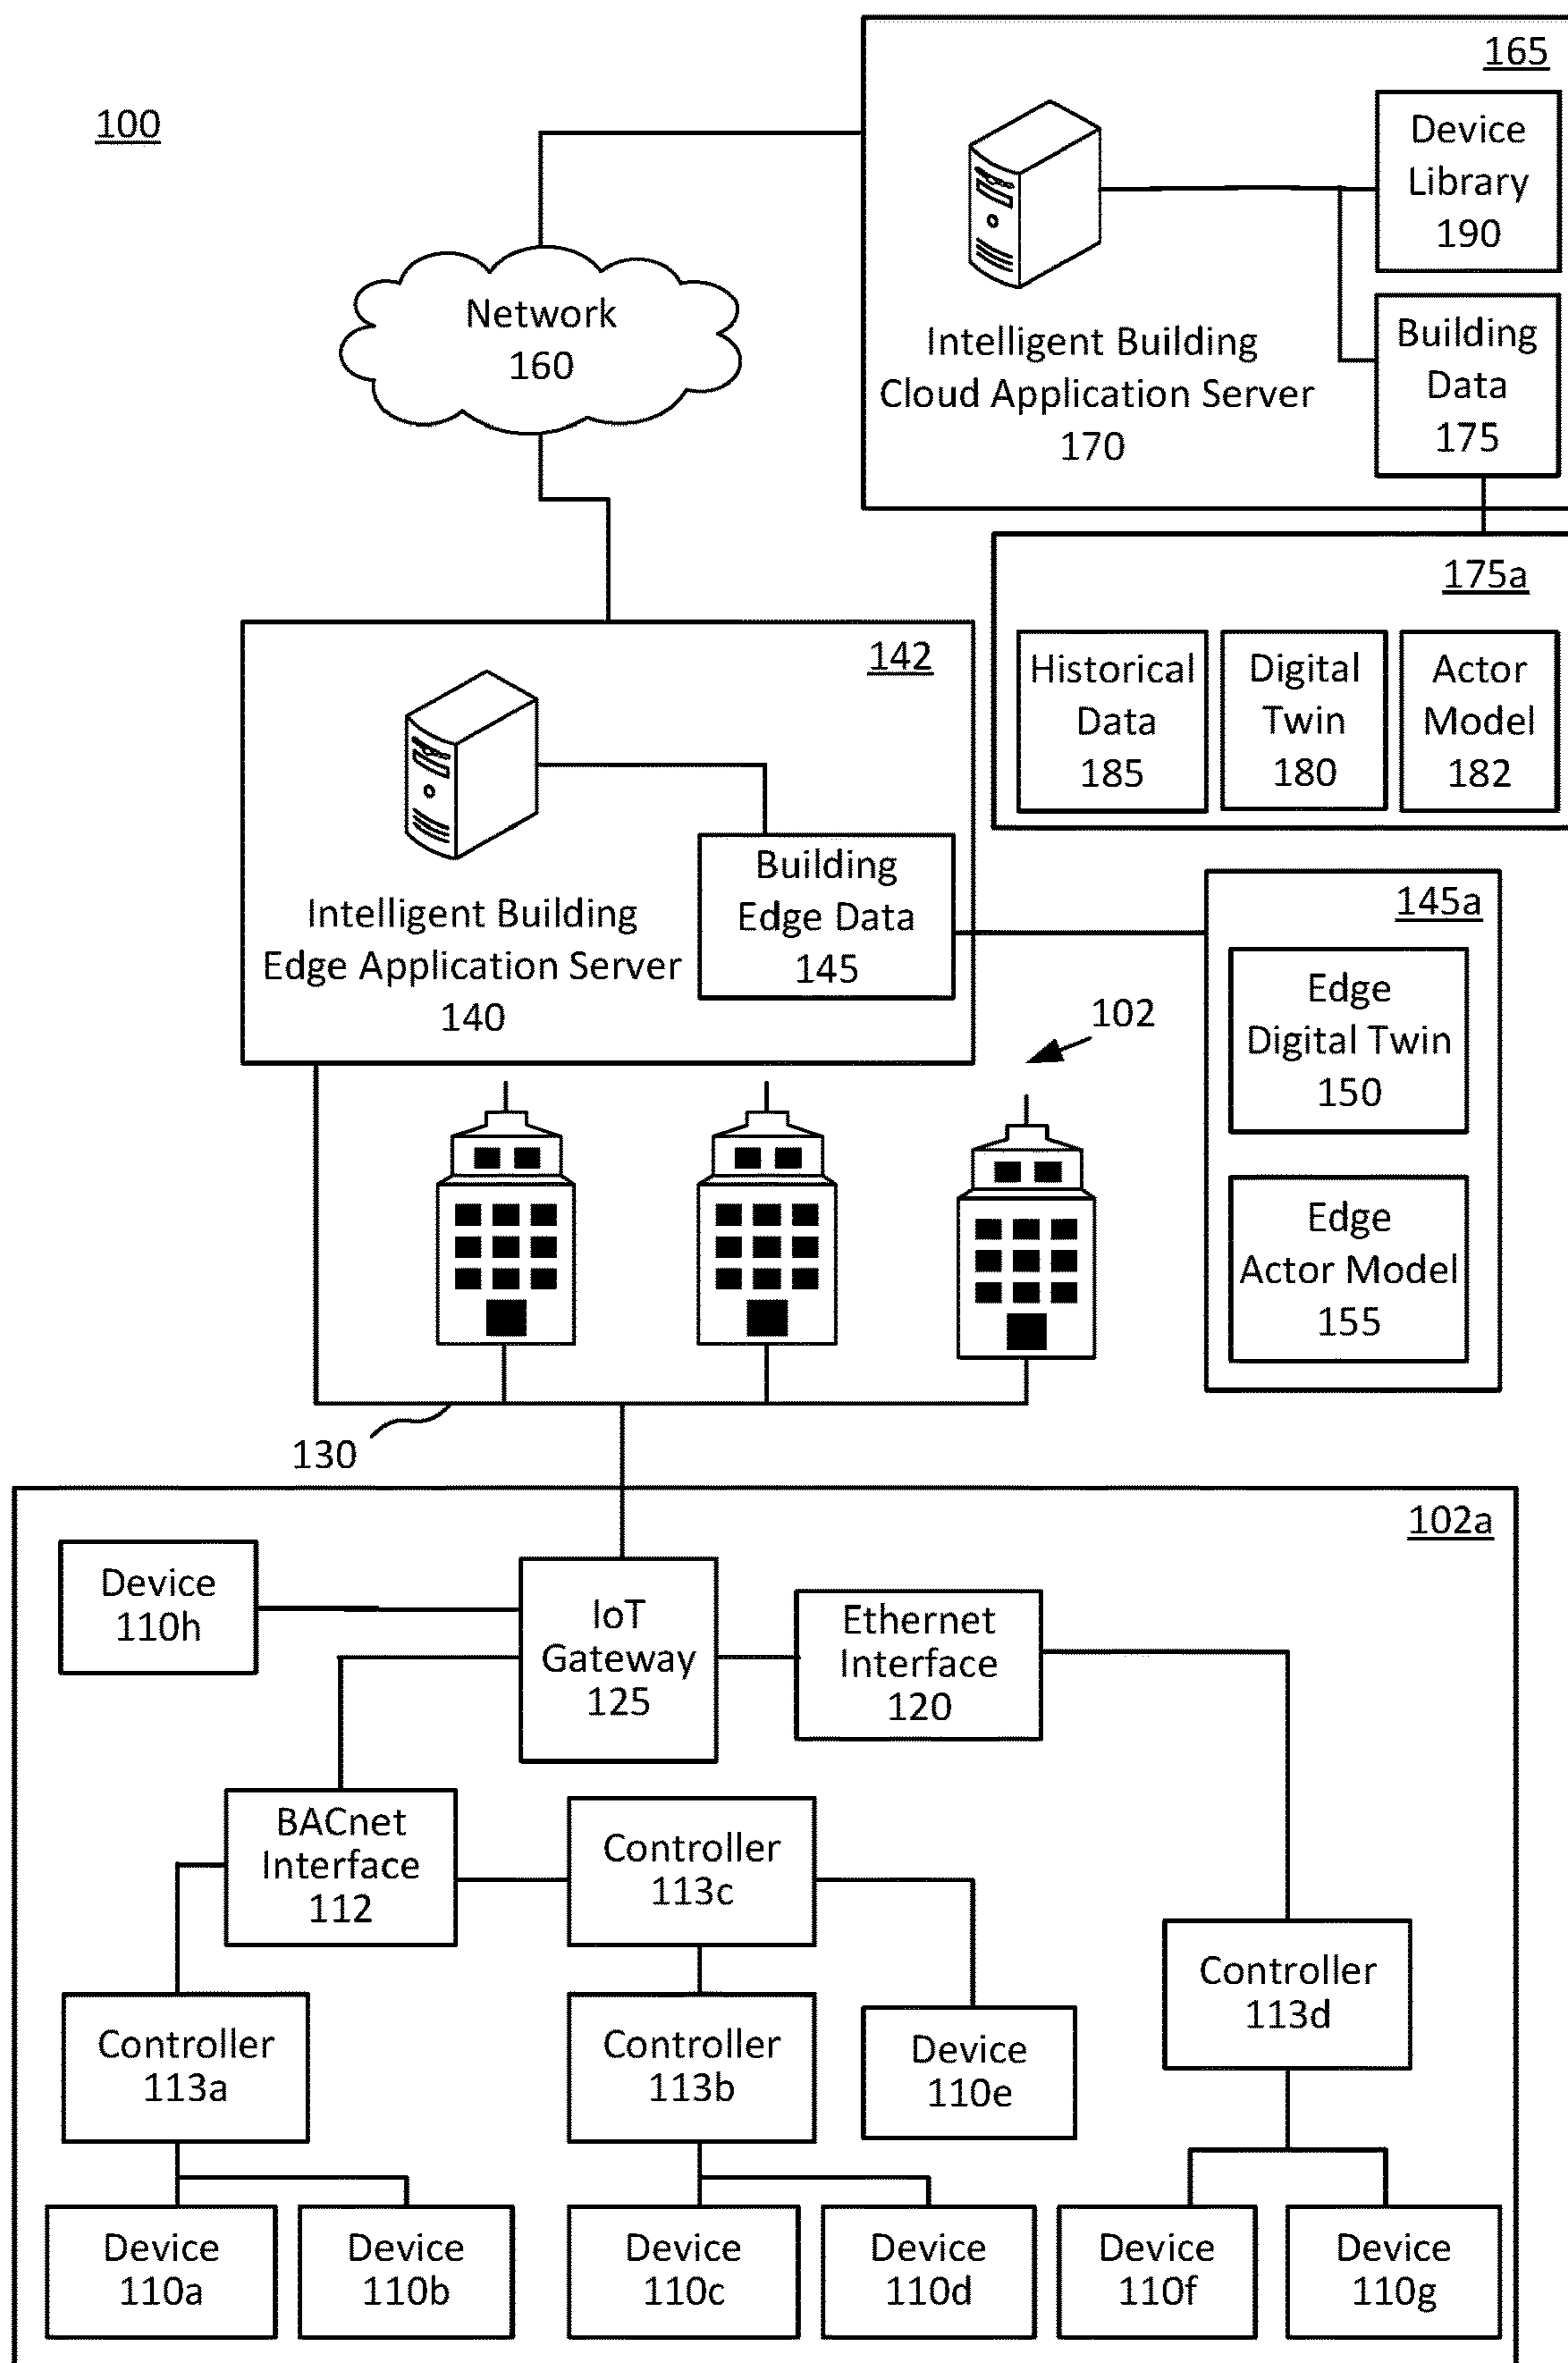 100
165
Device
Library
190
Network
160
Intelligent Building
Cloud Application Server
170
Building
Data
175
175a
Historical
Data
185
Digital
Twin
180
Actor
Model
182
142
Intelligent Building
Edge Application Server
140
Building
Edge Data
145
145a
Edge
Digital Twin
150
Edge
Actor Model
155
102
130
102a
Device
110h
IoT
Gateway
125
Ethernet
Interface
120
BACnet
Interface
112
Controller
113c
Controller
113d
Controller
113a
Controller
113b
Device
110e
Device
110a
Device
110b
Device
110c
Device
110d
Device
110f
Device
110g